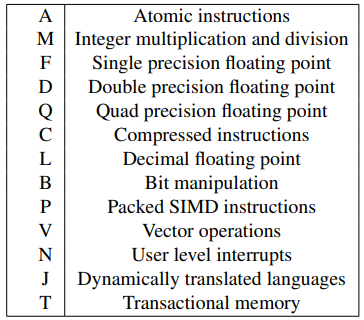 A Atomic instructions
M Integer multiplication and division
F Single precision floating point
D Double precision floating point
Q Quad precision floating point
C Compressed instructions
L Decimal floating point
B Bit manipulation
P Packed SIMD instructions
V Vector operations
N User level interrupts
J Dynamically translated languages
T Transactional memory